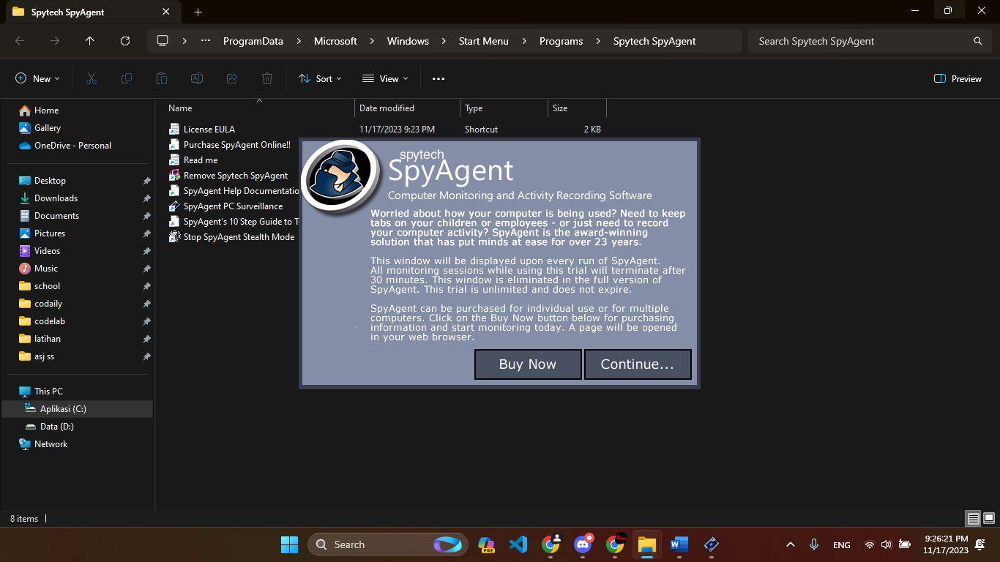 Spytech SpyAgent
ProgramData Microsoft Windows Start Menu Programs Spytech SpyAgent
Search Spytech SpyAgent
New Sort View Preview
Home
Gallery
OneDrive - Personal
Desktop
Downloads
Documents
Pictures
Videos
Music
school
codaily
codelab
latihan
asj ss
This PC
Aplikasi (C:)
Data (D:)
Network
Name Date modified Type Size
License EULA 11/17/2023 9:23 PM Shortcut 2 KB
Purchase SpyAgent Online!!
Read me
Remove Spytech SpyAgent
SpyAgent Help Documentatio
SpyAgent PC Surveillance
SpyAgent's 10 Step Guide to T
Stop SpyAgent Stealth Mode
spytech
SpyAgent
Computer Monitoring and Activity Recording Software
Worried about how your computer is being used? Need to keep
tabs on your children or employees - or just need to record
your computer activity? SpyAgent is the award-winning
solution that has put minds at ease for over 23 years.
This window will be displayed upon every run of SpyAgent.
All monitoring sessions while using this trial will terminate after
30 minutes. This window is eliminated in the full version of
SpyAgent. This trial is unlimited and does not expire.
SpyAgent can be purchased for individual use or for multiple
computers. Click on the Buy Now button below for purchasing
information and start monitoring today. A page will be opened
in your web browser.
Buy Now Continue...
8 items
Search
PRE
ENG
9:26:21 PM
11/17/2023